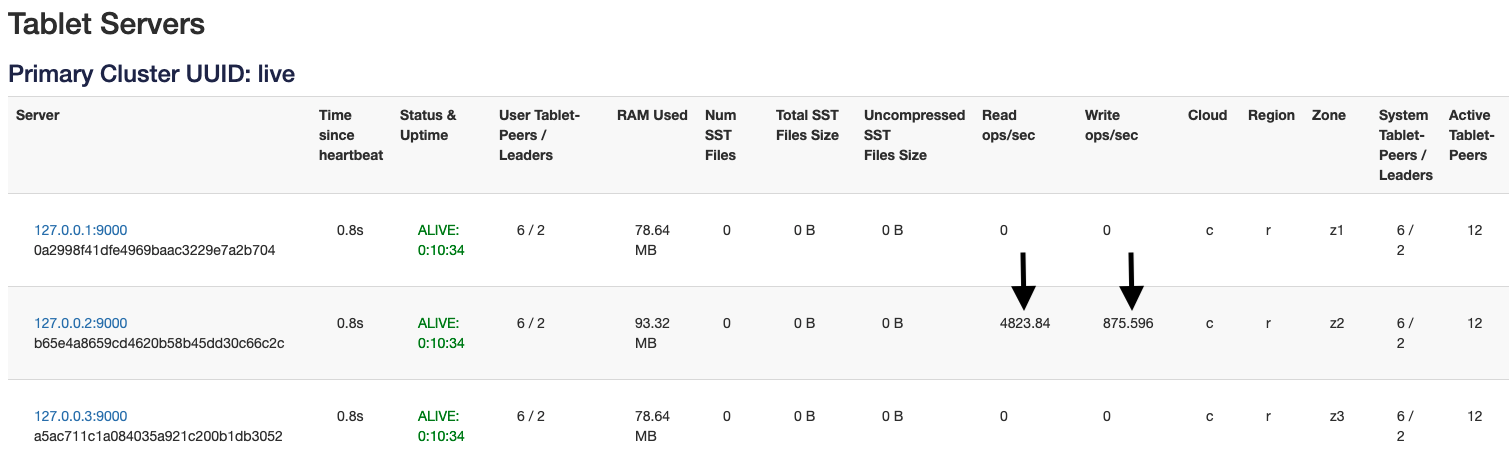 Tablet Servers
Primary Cluster UUID: live
Server
Time since heartbeat
Status & Uptime
User Tablet-Peers / Leaders
RAM Used
Num SST Files
Total SST Files Size
Uncompressed SST Files Size
Read ops/sec
Write ops/sec
Cloud
Region
Zone
System Tablet-Peers / Leaders
Active Tablet-Peers
127.0.0.1:9000 0.8s ALIVE: 6 / 2 78.64 0 0 B 0 B 0 0 c r z1 6 / 12
0a2998f41dfe4969baac3229e7a2b704 0:10:34 MB 2
127.0.0.2:9000 0.8s ALIVE: 6 / 2 93.32 0 0 B 0 B 4823.84 875.596 c r z2 6 / 12
b65e4a8659cd4620b58b45dd30c66c2c 0:10:34 MB 2
127.0.0.3:9000 0.8s ALIVE: 6 / 2 78.64 0 0 B 0 B 0 0 c r z3 6 / 12
a5ac711c1a084035a921c200b1db3052 0:10:34 MB 2